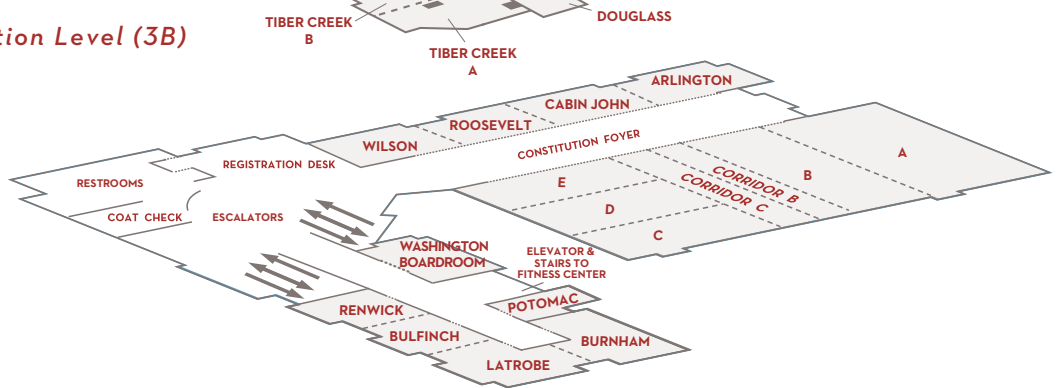 DOUGLASS
TIBER CREEK
B
tion Level (3B)
TIBER CREEK
A
ARLINGTON
CABIN JOHN
ROOSEVELT
WILSON
CONSTITUTION FOYER
REGISTRATION DESK
RESTROOMS
COAT CHECK
ESCALATORS
A
B
CORRIDOR B
CORRIDOR C
E
D
C
WASHINGTON
BOARDROOM
ELEVATOR &
STAIRS TO
FITNESS CENTER
POTOMAC
RENWICK
BULFINCH
BURNHAM
LATROBE